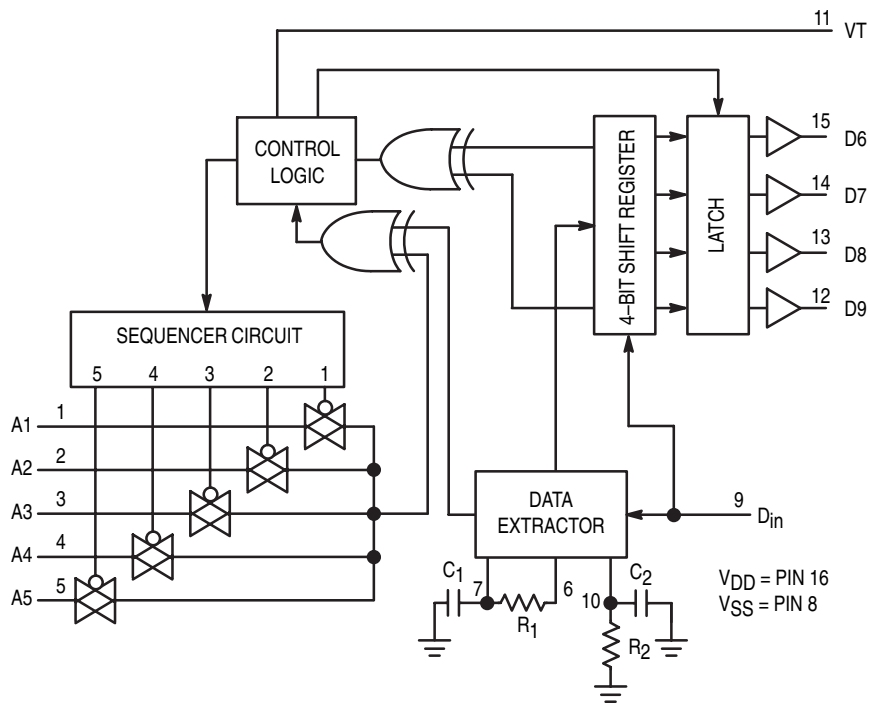 11 VT
CONTROL
LOGIC
4–BIT SHIFT REGISTER
LATCH
15 D6
14 D7
13 D8
12 D9
SEQUENCER CIRCUIT
5 4 3 2 1
A1 1
A2 2
A3 3
A4 4
A5 5
DATA
EXTRACTOR
9 Din
C1 7 R1 6 10 C2 R2
VDD = PIN 16
VSS = PIN 8